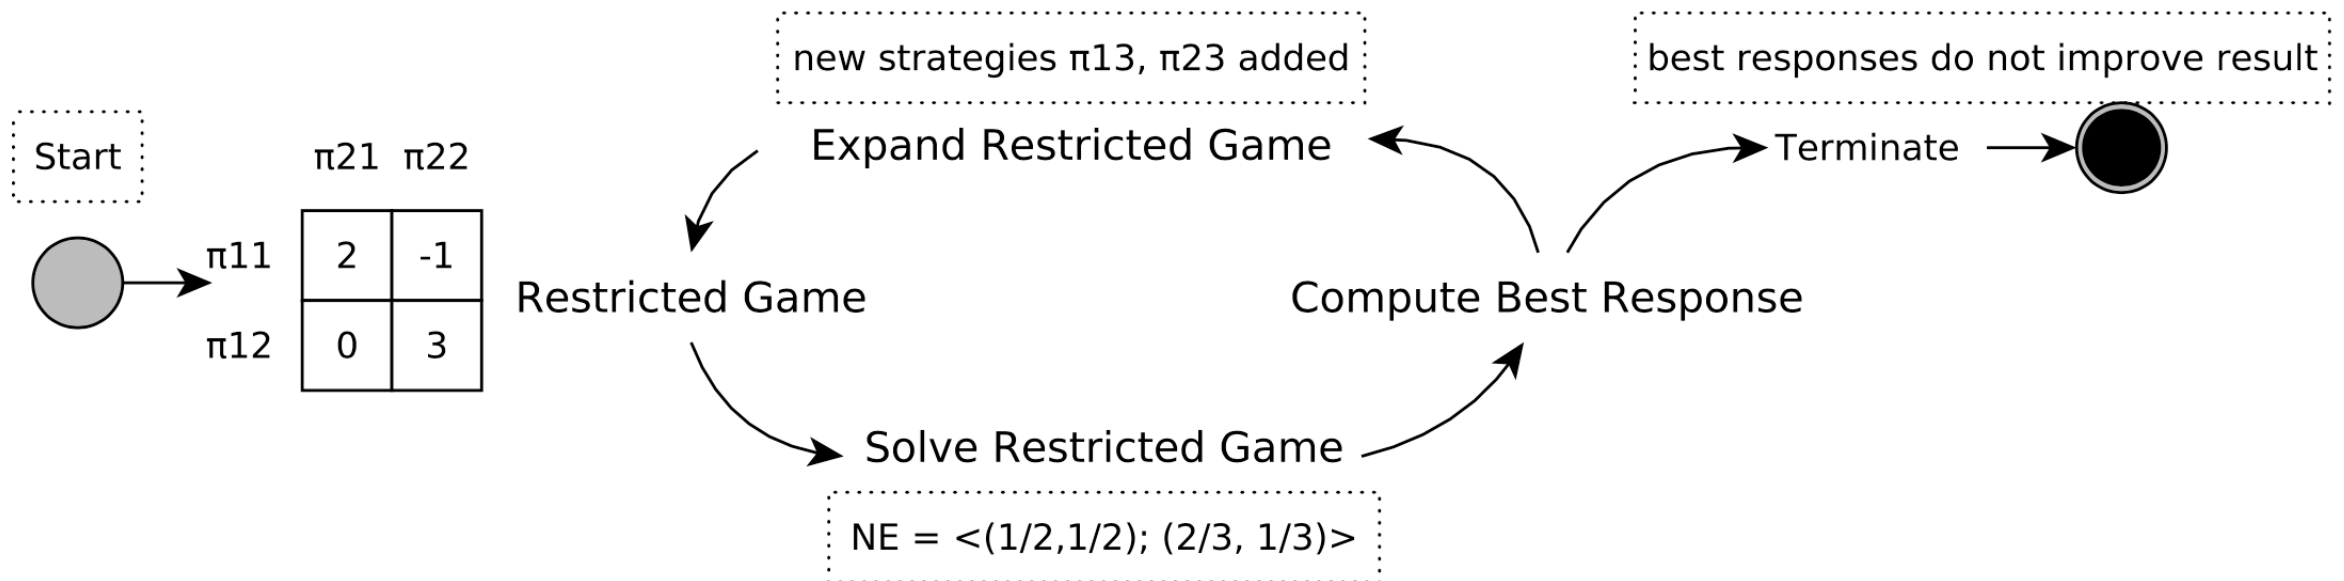 Start
π21 π22
π11 2 -1
π12 0 3
Restricted Game
new strategies π13, π23 added
Expand Restricted Game
Solve Restricted Game
NE = <(1/2,1/2); (2/3, 1/3)>
Compute Best Response
best responses do not improve result
Terminate